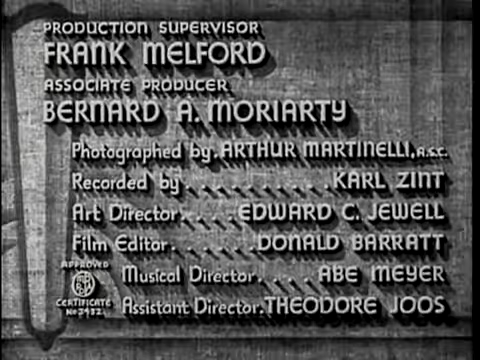 PRODUCTION SUPERVISOR
FRANK MELFORD
ASSOCIATE PRODUCER
BERNARD A. MORIARTY
Photographed by. ARTHUR MARTINELLI, A.S.C.
Recorded by . . . . . . . . . . KARL ZINT
Art Director. . . . EDWARD C. JEWELL
Film Editor . . . . . . DONALD BARRATT
Musical Director. . . . . ABE MEYER
Assistant Director. THEODORE JOOS
APPROVED
CERTIFICATE